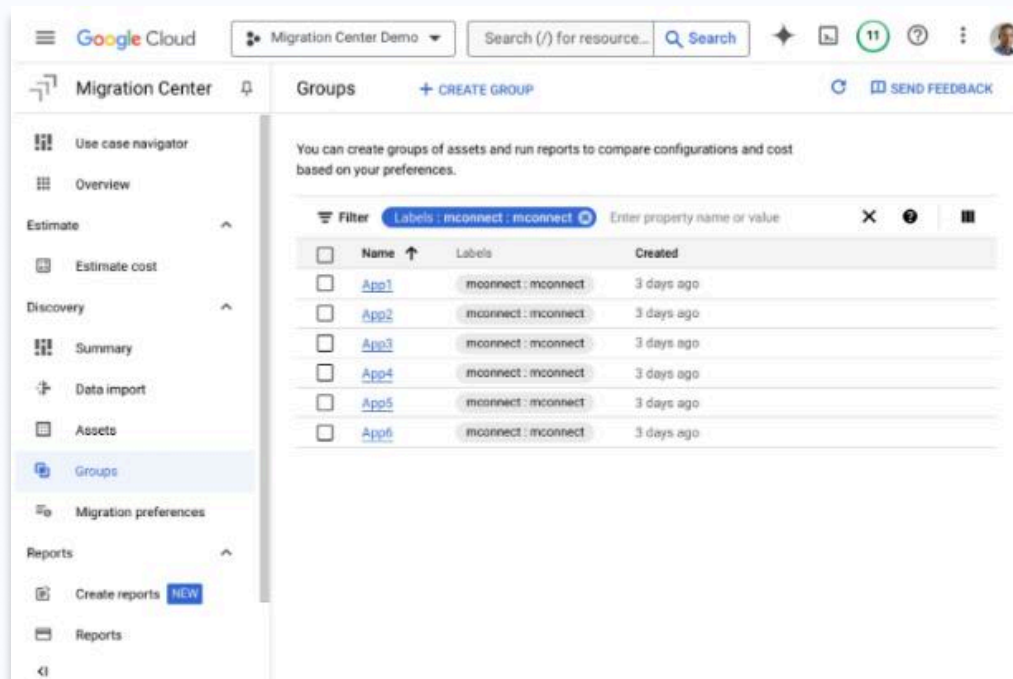 Google Cloud
Migration Center Demo
Search (/) for resource...
Search
11
Migration Center
Groups
+ CREATE GROUP
SEND FEEDBACK
Use case navigator
Overview
Estimate
Estimate cost
Discovery
Summary
Data import
Assets
Groups
Migration preferences
Reports
Create reports NEW
Reports
You can create groups of assets and run reports to compare configurations and cost
based on your preferences.
Filter Labels : mconnect : mconnect Enter property name or value
Name Labels Created
App1 mconnect : mconnect 3 days ago
App2 mconnect : mconnect 3 days ago
App3 mconnect : mconnect 3 days ago
App4 mconnect : mconnect 3 days ago
App5 mconnect : mconnect 3 days ago
App6 mconnect : mconnect 3 days ago